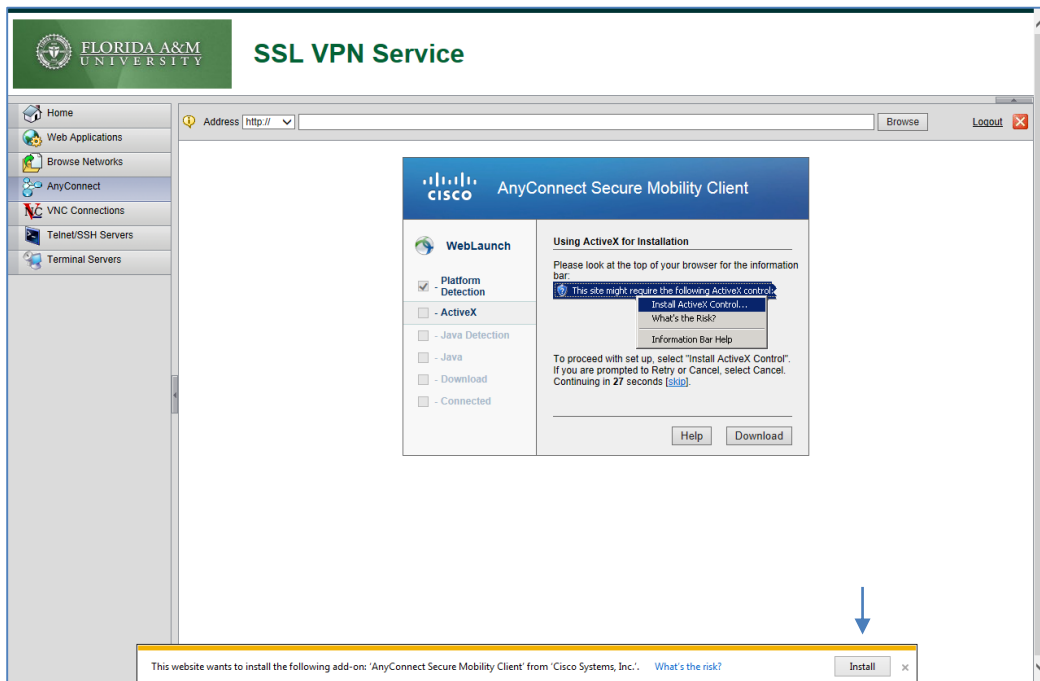 FLORIDA A&M
UNIVERSITY
SSL VPN Service
Home
Web Applications
Browse Networks
AnyConnect
VNC Connections
Telnet/SSH Servers
Terminal Servers
Address http:// Browse Logout
CISCO AnyConnect Secure Mobility Client
WebLaunch
- Platform
Detection
- ActiveX
- Java Detection
- Java
- Download
- Connected
Using ActiveX for Installation
Please look at the top of your browser for the information
bar:
This site might require the following ActiveX control:
Install ActiveX Control...
What's the Risk?
Information Bar Help
To proceed with set up, select "Install ActiveX Control".
If you are prompted to Retry or Cancel, select Cancel.
Continuing in 27 seconds [skip].
Help Download
This website wants to install the following add-on: 'AnyConnect Secure Mobility Client' from 'Cisco Systems, Inc.'. What's the risk? Install